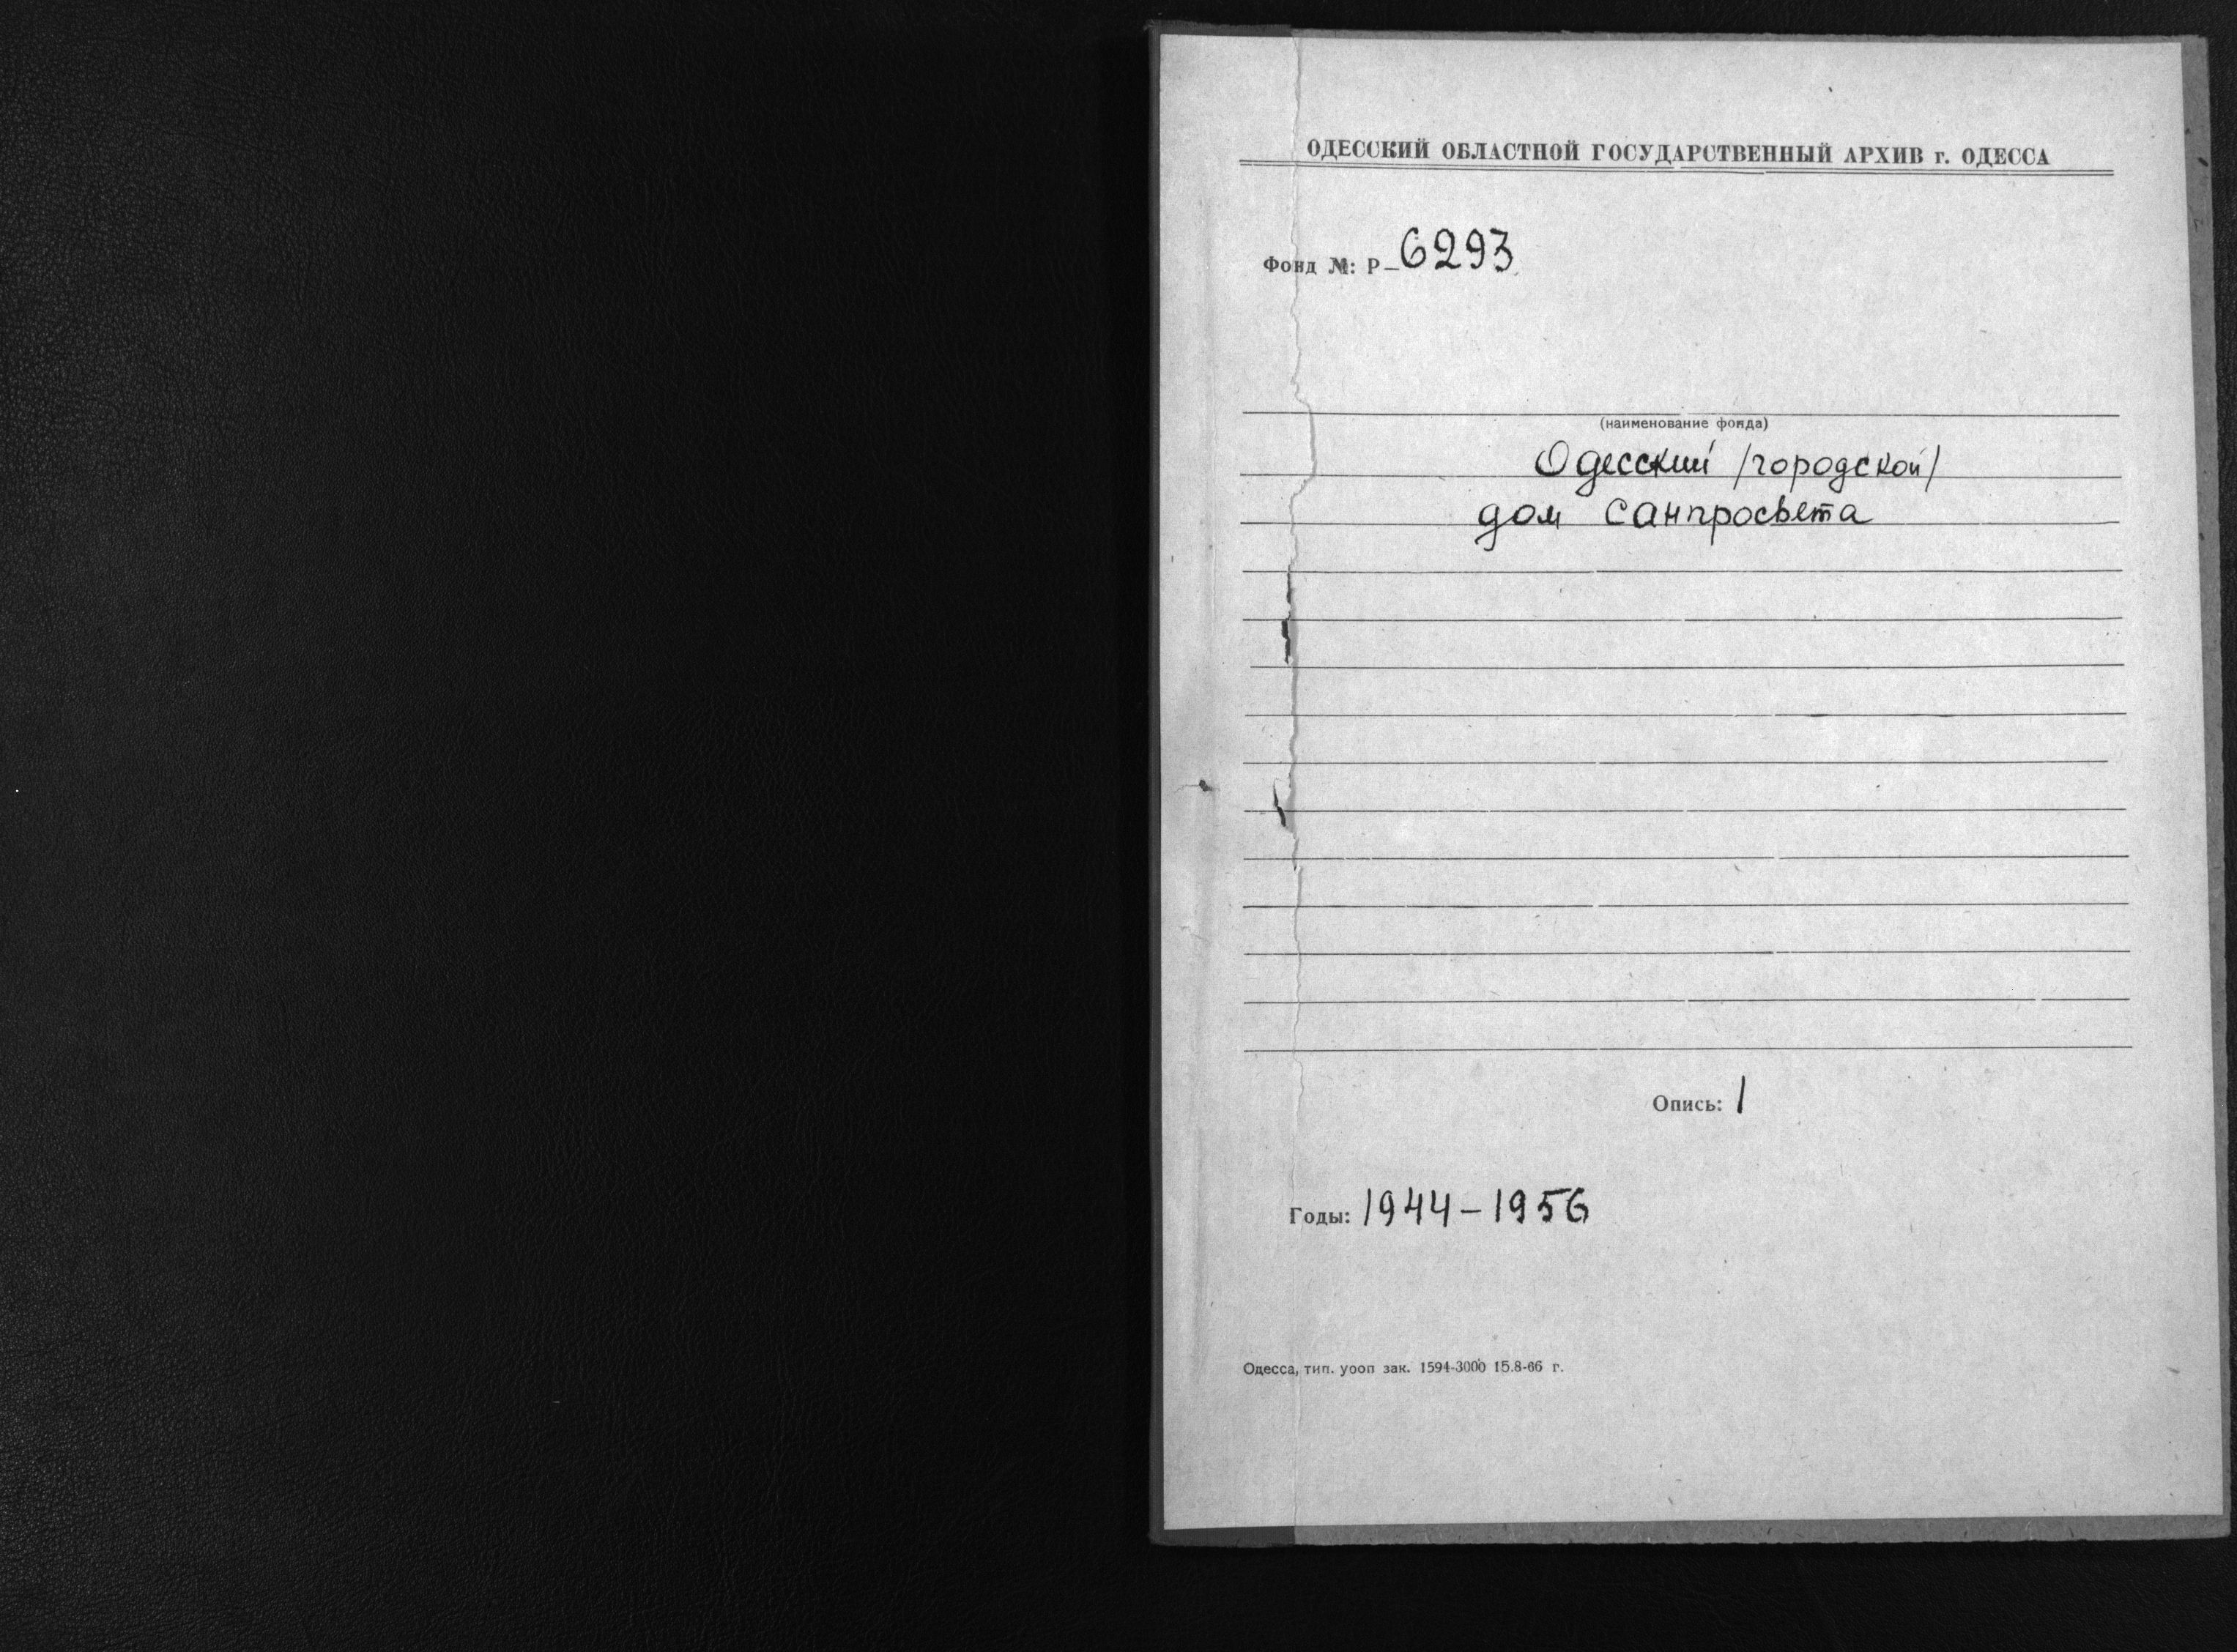 ОДЕССКИЙ ОБЛАСТНОЙ ГОСУДАРСТВЕННЫЙ АРХИВ г. ОДЕССА
Фонд №: Р-6293
(наименование фонда)
Одесский /городской/
дом санпросвета
Опись: 1
Годы: 1944-1956
Одесса, тип. уооп зак. 1594-3000 15.8-66 г.